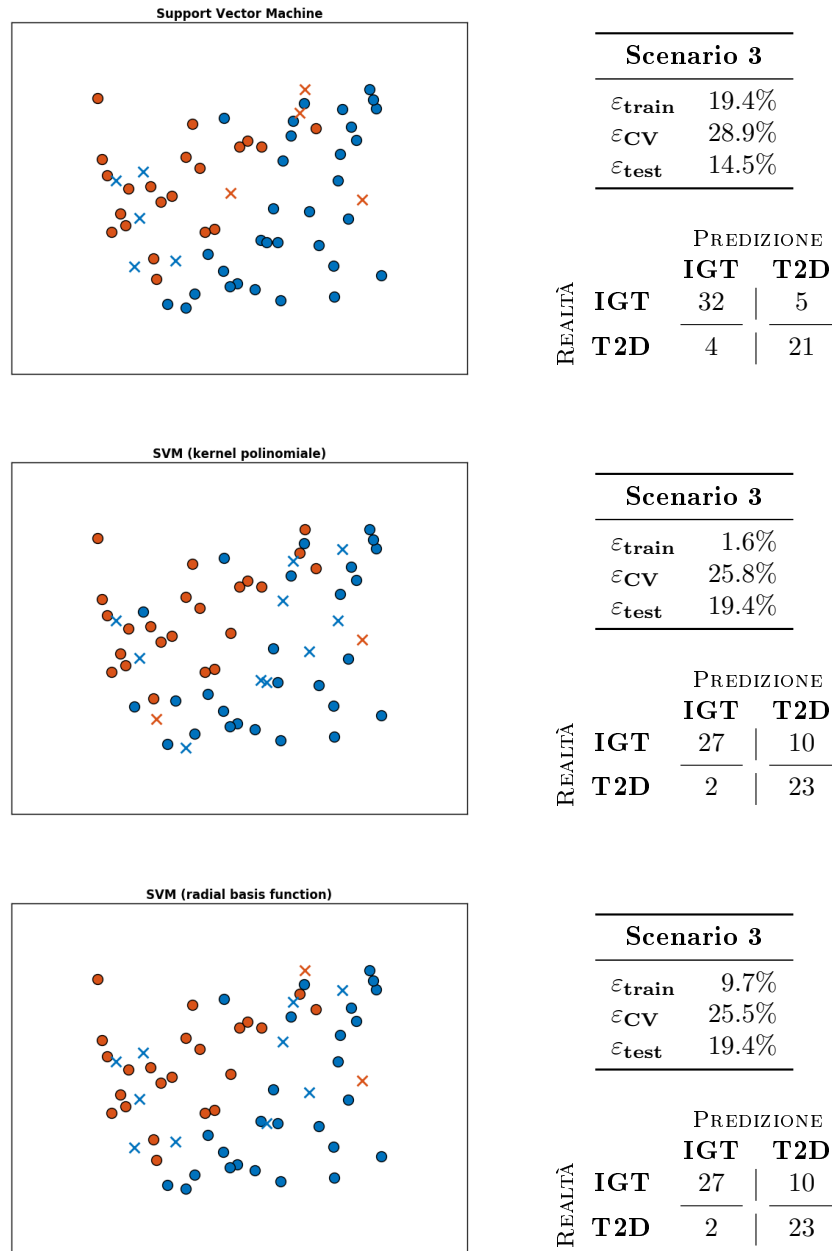 Support Vector Machine
Scenario 3
εtrain 19.4%
εCV 28.9%
εtest 14.5%
Predizione
IGT T2D
Realtà
IGT 32 5
T2D 4 21
SVM (kernel polinomiale)
Scenario 3
εtrain 1.6%
εCV 25.8%
εtest 19.4%
Predizione
IGT T2D
Realtà
IGT 27 10
T2D 2 23
SVM (radial basis function)
Scenario 3
εtrain 9.7%
εCV 25.5%
εtest 19.4%
Predizione
IGT T2D
Realtà
IGT 27 10
T2D 2 23